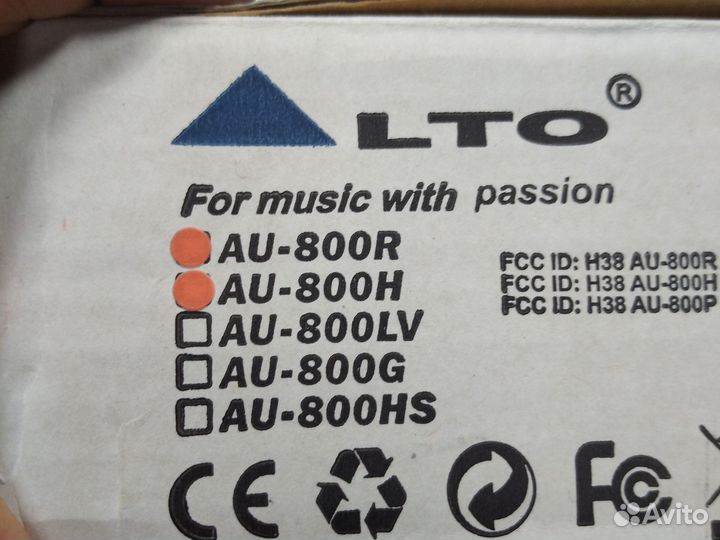 LTO®
For music with passion
AU-800R
AU-800H
AU-800LV
AU-800G
AU-800HS
FCC ID: H38 AU-800R
FCC ID: H38 AU-800H
FCC ID: H38 AU-800P
CE
FC
Avito